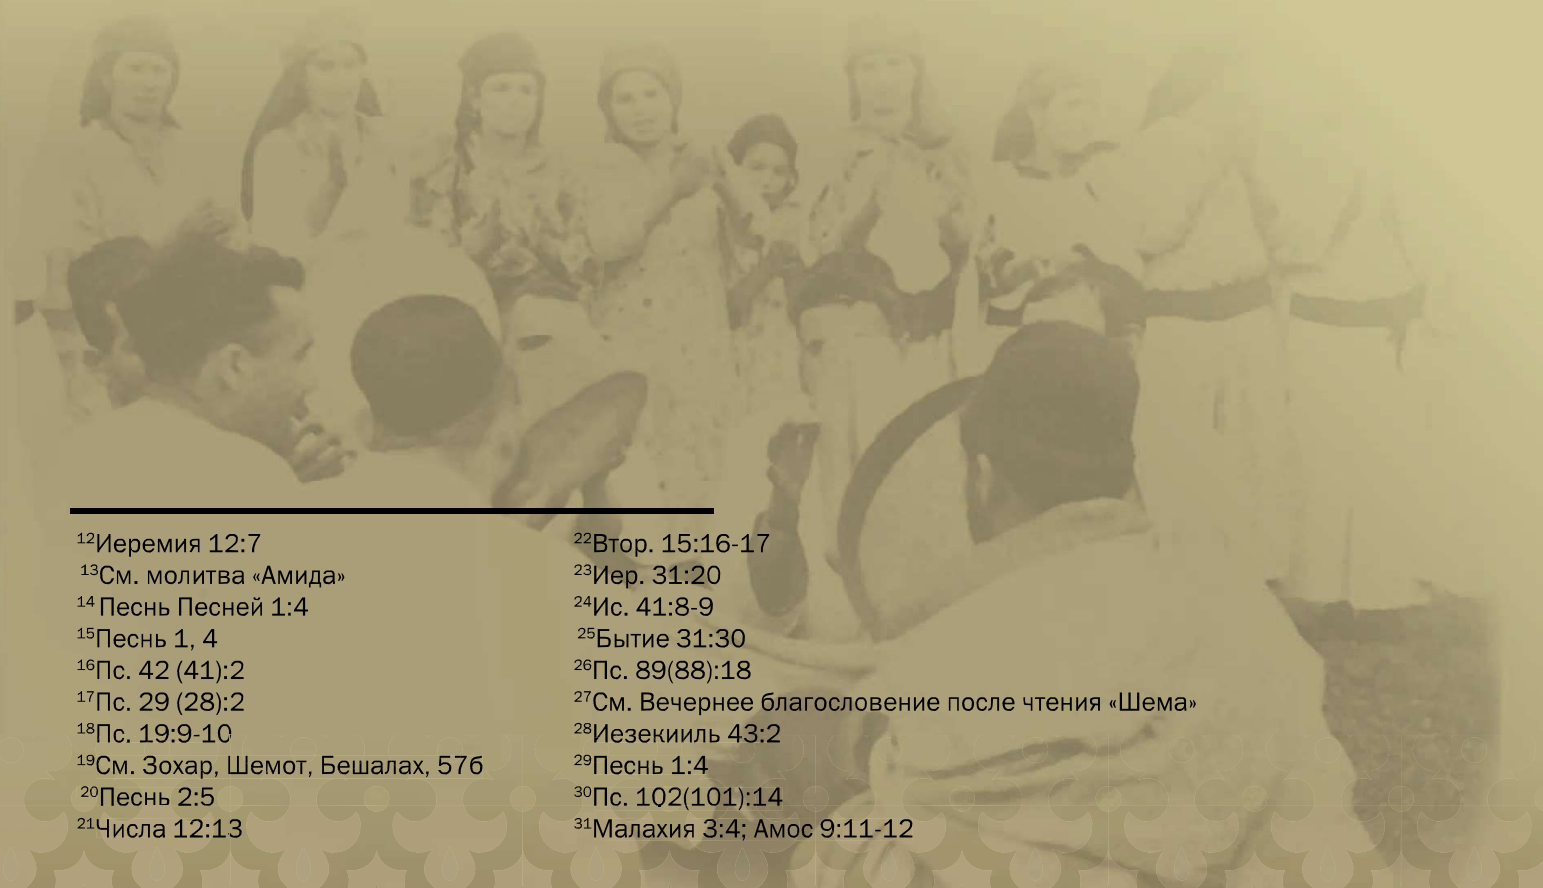 ¹²Иеремия 12:7
¹³См. молитва «Амида»
¹⁴ Песнь Песней 1:4
¹⁵Песнь 1, 4
¹⁶Пс. 42 (41):2
¹⁷Пс. 29 (28):2
¹⁸Пс. 19:9-10
¹⁹См. Зохар, Шемот, Бешалах, 57б
²⁰Песнь 2:5
²¹Числа 12:13
²²Втор. 15:16-17
²³Иер. 31:20
²⁴Ис. 41:8-9
²⁵Бытие 31:30
²⁶Пс. 89(88):18
²⁷См. Вечернее благословение после чтения «Шема»
²⁸Иезекииль 43:2
²⁹Песнь 1:4
³⁰Пс. 102(101):14
³¹Малахия 3:4; Амос 9:11-12